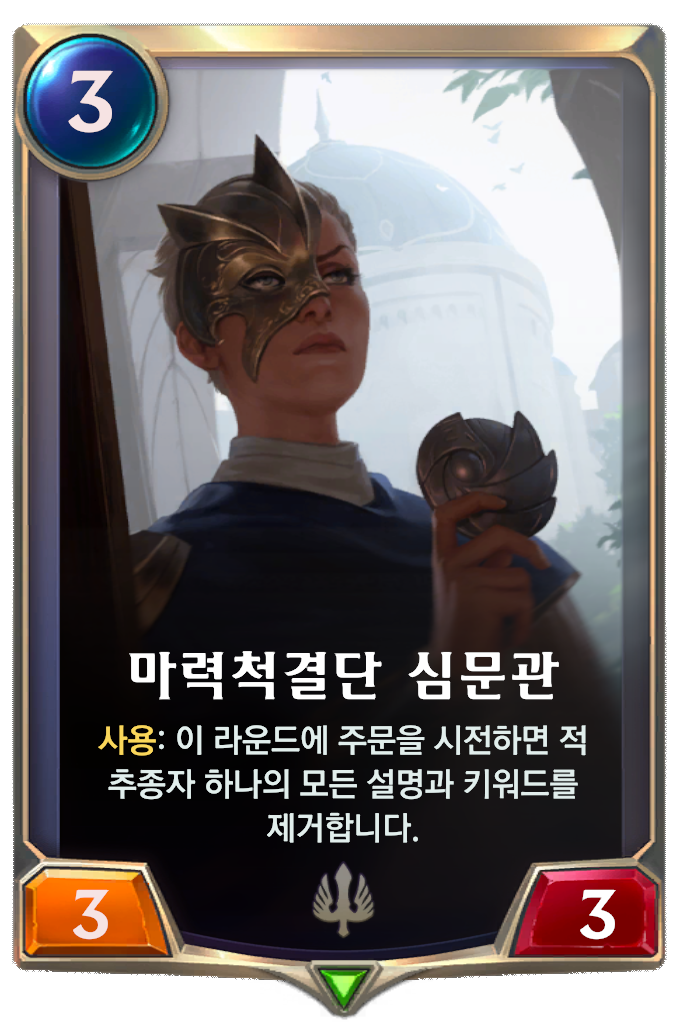 3
마력척결단 심문관
사용: 이 라운드에 주문을 시전하면 적
추종자 하나의 모든 설명과 키워드를
제거합니다.
3 3